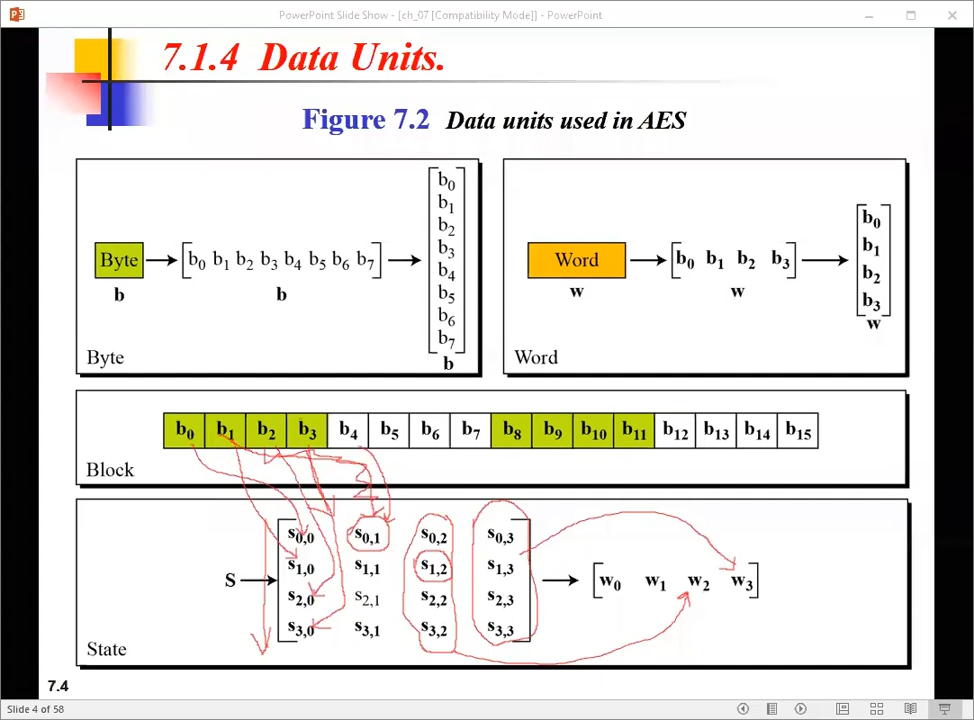 PowerPoint Slide Show - [ch_07 [Compatibility Mode]] - PowerPoint
7.1.4 Data Units.
Figure 7.2 Data units used in AES
Byte
b
b0 b1 b2 b3 b4 b5 b6 b7
b
b0
b1
b2
b3
b4
b5
b6
b7
b
Byte
Word
w
b0 b1 b2 b3
w
b0
b1
b2
b3
w
Word
b0 b1 b2 b3 b4 b5 b6 b7 b8 b9 b10 b11 b12 b13 b14 b15
Block
S
s0,0 s0,1 s0,2 s0,3
s1,0 s1,1 s1,2 s1,3
s2,0 s2,1 s2,2 s2,3
s3,0 s3,1 s3,2 s3,3
w0 w1 w2 w3
State
7.4
Slide 4 of 58